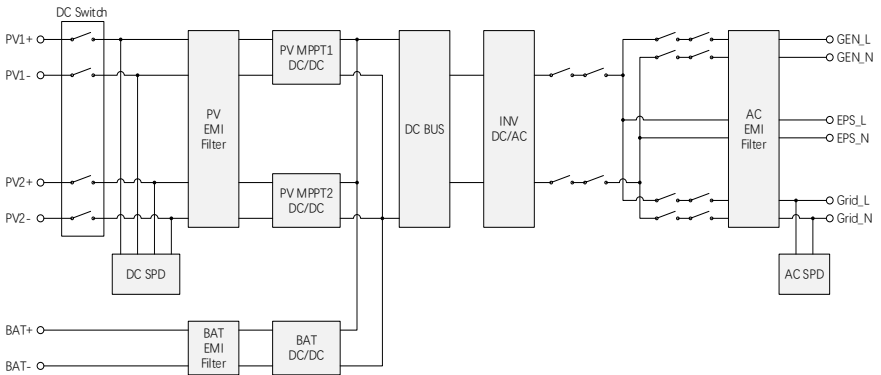 DC Switch
PV1+
PV1-
PV2+
PV2-
BAT+
BAT-
DC SPD
PV
EMI
Filter
PV MPPT1
DC/DC
PV MPPT2
DC/DC
BAT
EMI
Filter
BAT
DC/DC
DC BUS
INV
DC/AC
AC
EMI
Filter
GEN_L
GEN_N
EPS_L
EPS_N
Grid_L
Grid_N
AC SPD